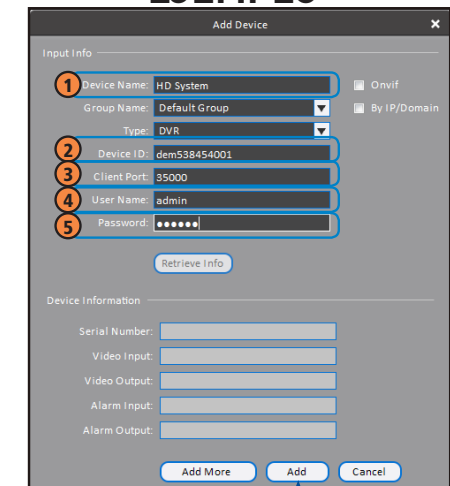 Add Device
Input Info
1 Device Name: HD System Onvif
Group Name: Default Group By IP/Domain
Type: DVR
2 Device ID: dem538454001
3 Client Port: 35000
4 User Name: admin
5 Password: ●●●●●●
Retrieve Info
Device Information
Serial Number:
Video Input:
Video Output:
Alarm Input:
Alarm Output:
Add More Add Cancel